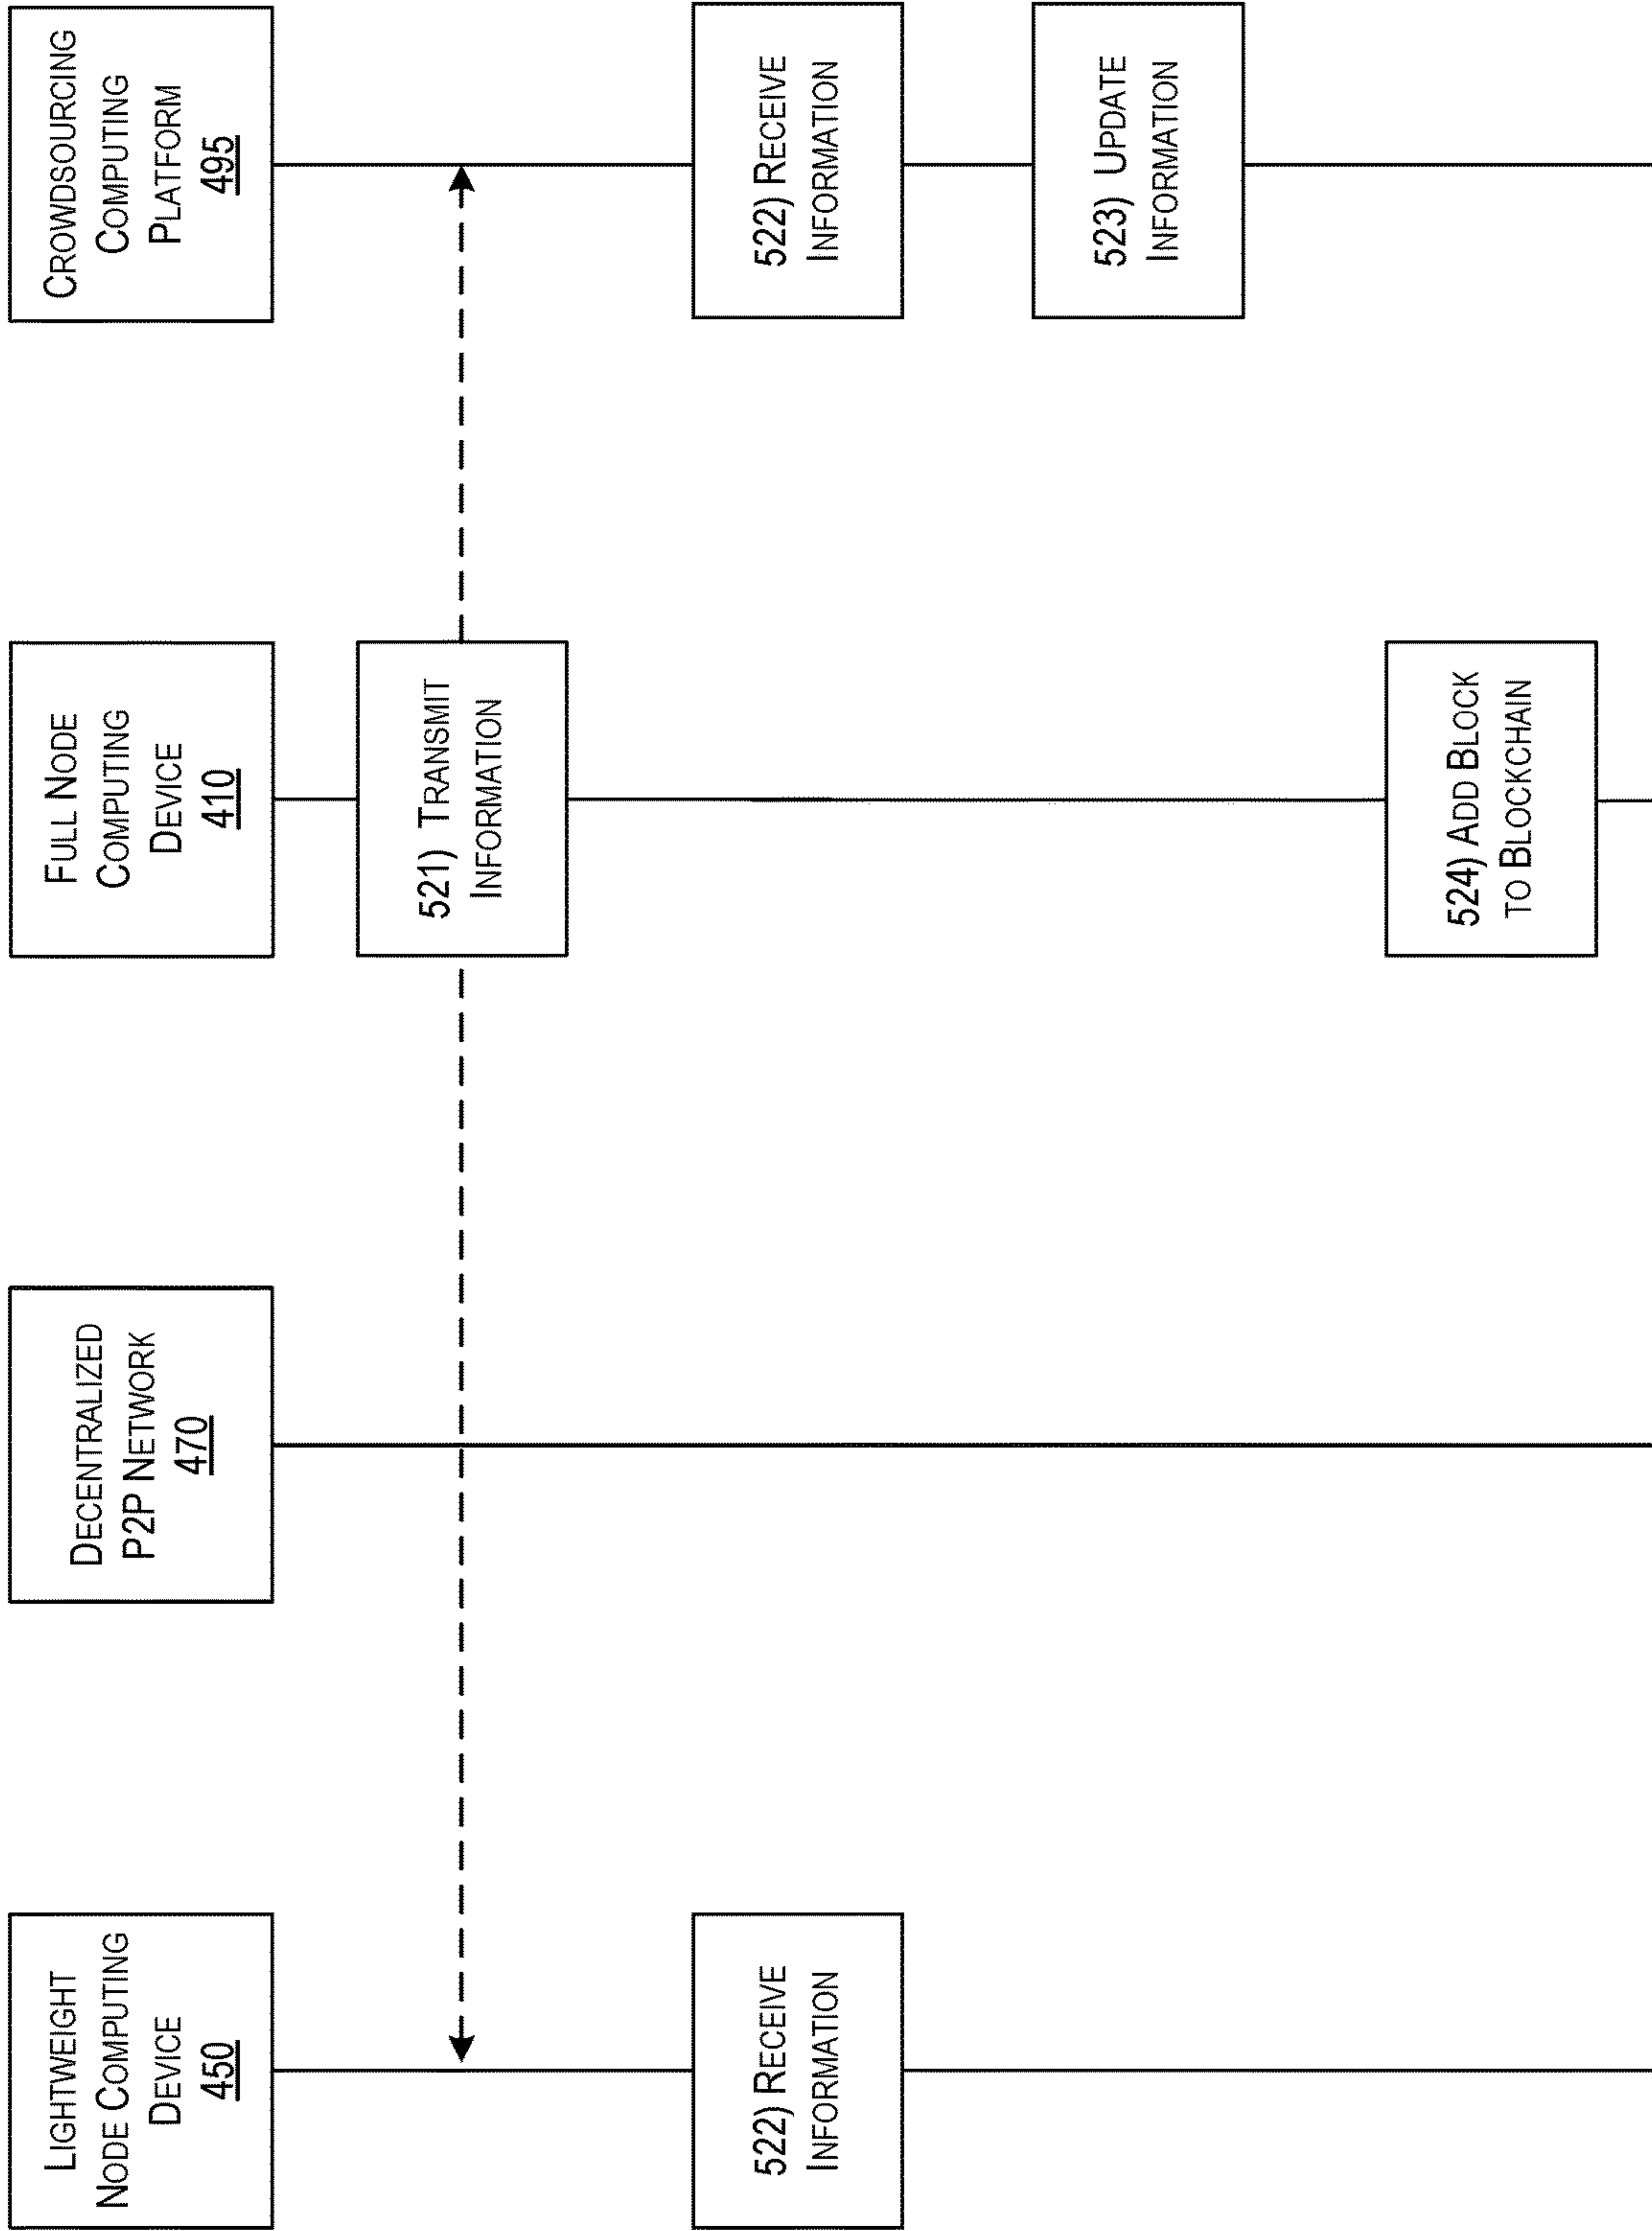 LIGHTWEIGHT
NODE COMPUTING
DEVICE
450
DECENTRALIZED
P2P NETWORK
470
FULL NODE
COMPUTING
DEVICE
410
CROWDSOURCING
COMPUTING
PLATFORM
495
521) TRANSMIT
INFORMATION
522) RECEIVE
INFORMATION
522) RECEIVE
INFORMATION
523) UPDATE
INFORMATION
524) ADD BLOCK
TO BLOCKCHAIN